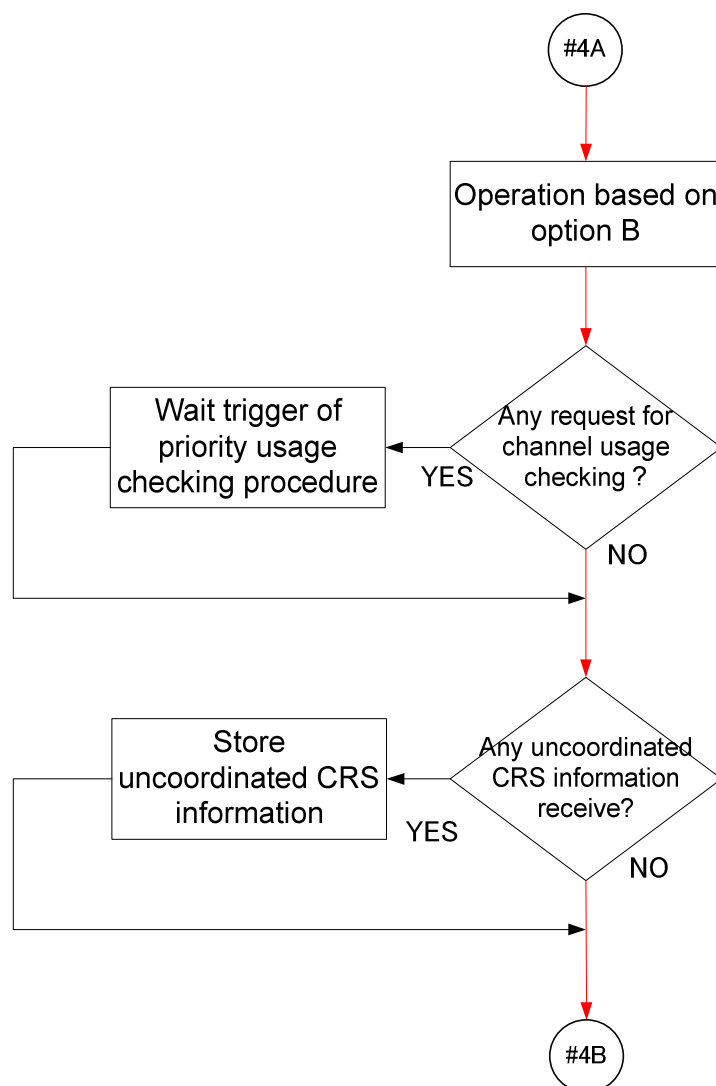 #4A
Operation based on
option B
Any request for
channel usage
checking ?
Wait trigger of
priority usage
checking procedure
YES
NO
Any uncoordinated
CRS information
receive?
Store
uncoordinated CRS
information
YES
NO
#4B